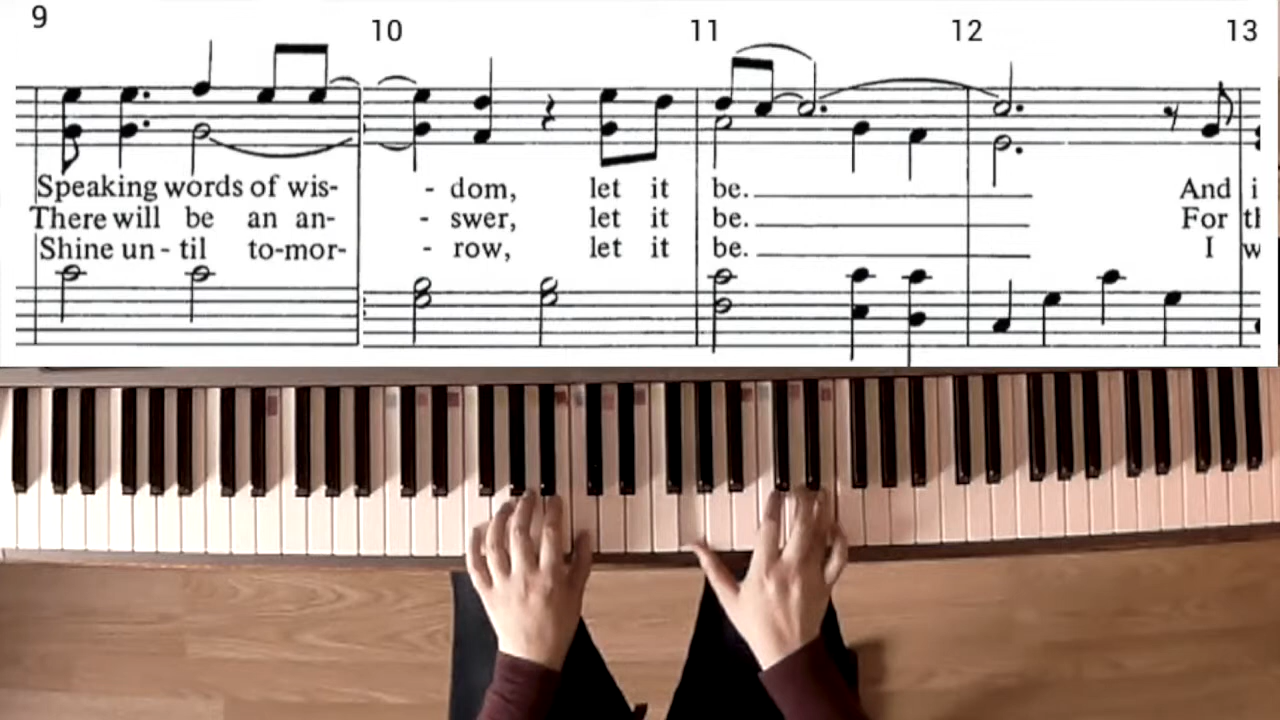 9 10 11 12 13
Speaking words of wis- - dom, let it be. And i
There will be an an- - swer, let it be. For th
Shine un - til to-mor- - row, let it be. I w